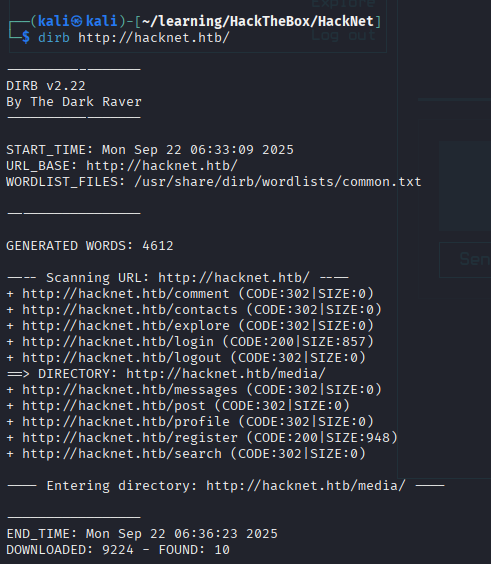 Explore
┌──(kali㉿kali)-[~/learning/HackTheBox/HackNet]
└─$ dirb http://hacknet.htb/
Log out
-----------------
DIRB v2.22
By The Dark Raver
-----------------
START_TIME: Mon Sep 22 06:33:09 2025
URL_BASE: http://hacknet.htb/
WORDLIST_FILES: /usr/share/dirb/wordlists/common.txt
-----------------
GENERATED WORDS: 4612
Sen
---- Scanning URL: http://hacknet.htb/ ----
+ http://hacknet.htb/comment (CODE:302|SIZE:0)
+ http://hacknet.htb/contacts (CODE:302|SIZE:0)
+ http://hacknet.htb/explore (CODE:302|SIZE:0)
+ http://hacknet.htb/login (CODE:200|SIZE:857)
+ http://hacknet.htb/logout (CODE:302|SIZE:0)
==> DIRECTORY: http://hacknet.htb/media/
+ http://hacknet.htb/messages (CODE:302|SIZE:0)
+ http://hacknet.htb/post (CODE:302|SIZE:0)
+ http://hacknet.htb/profile (CODE:302|SIZE:0)
+ http://hacknet.htb/register (CODE:200|SIZE:948)
+ http://hacknet.htb/search (CODE:302|SIZE:0)
---- Entering directory: http://hacknet.htb/media/ ----
-----------------
END_TIME: Mon Sep 22 06:36:23 2025
DOWNLOADED: 9224 - FOUND: 10